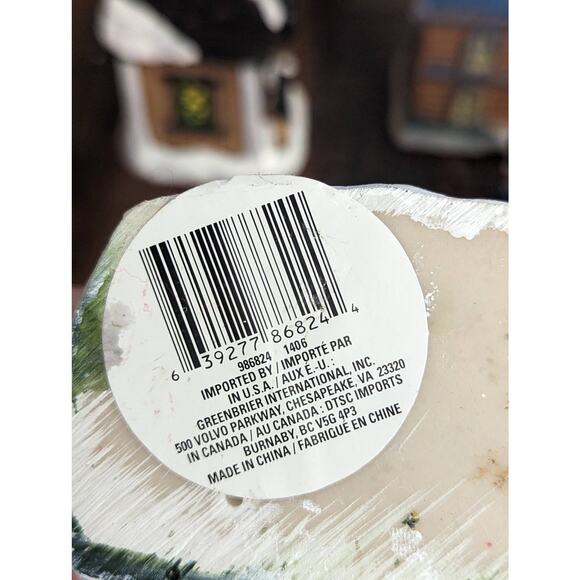 6 39277 86824 4
986824 1406
IMPORTED BY / IMPORTÉ PAR
IN U.S.A. / AUX É.-U. :
GREENBRIER INTERNATIONAL, INC.
500 VOLVO PARKWAY, CHESAPEAKE, VA 23320
IN CANADA / AU CANADA : DTSC IMPORTS
BURNABY, BC V5G 4P3
MADE IN CHINA / FABRIQUÉ EN CHINE